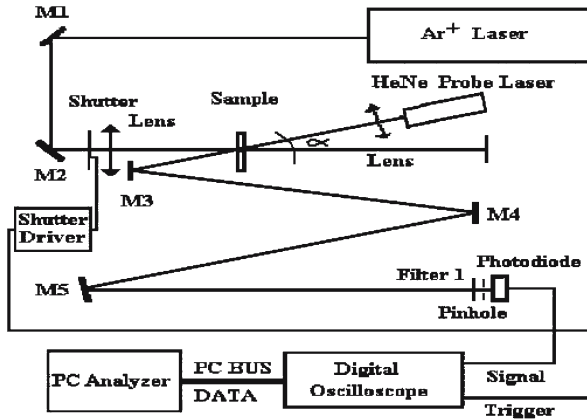 M1
Ar+ Laser
HeNe Probe Laser
Shutter
Sample
Lens
α
Lens
M2
M3
Shutter
Driver
M4
Photodiode
Filter 1
M5
Pinhole
PC Analyzer
PC BUS
DATA
Digital
Oscilloscope
Signal
Trigger